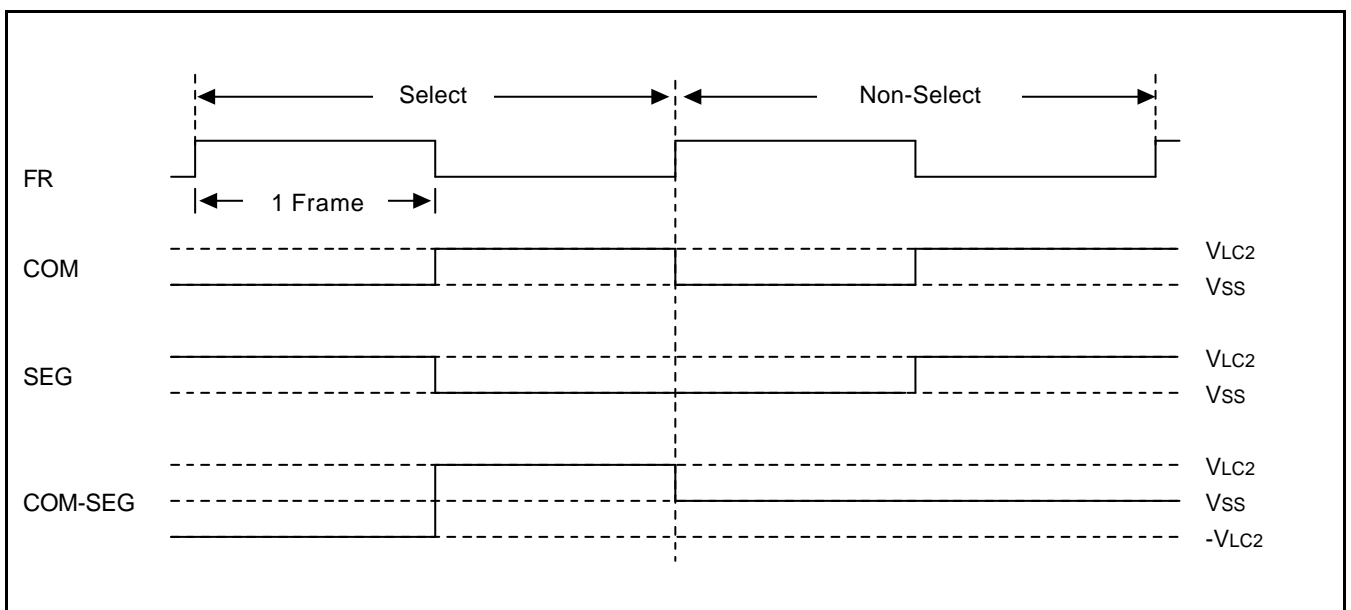 Select
Non-Select
FR
1 Frame
COM
VLC2
VSS
SEG
VLC2
VSS
COM-SEG
VLC2
VSS
-VLC2